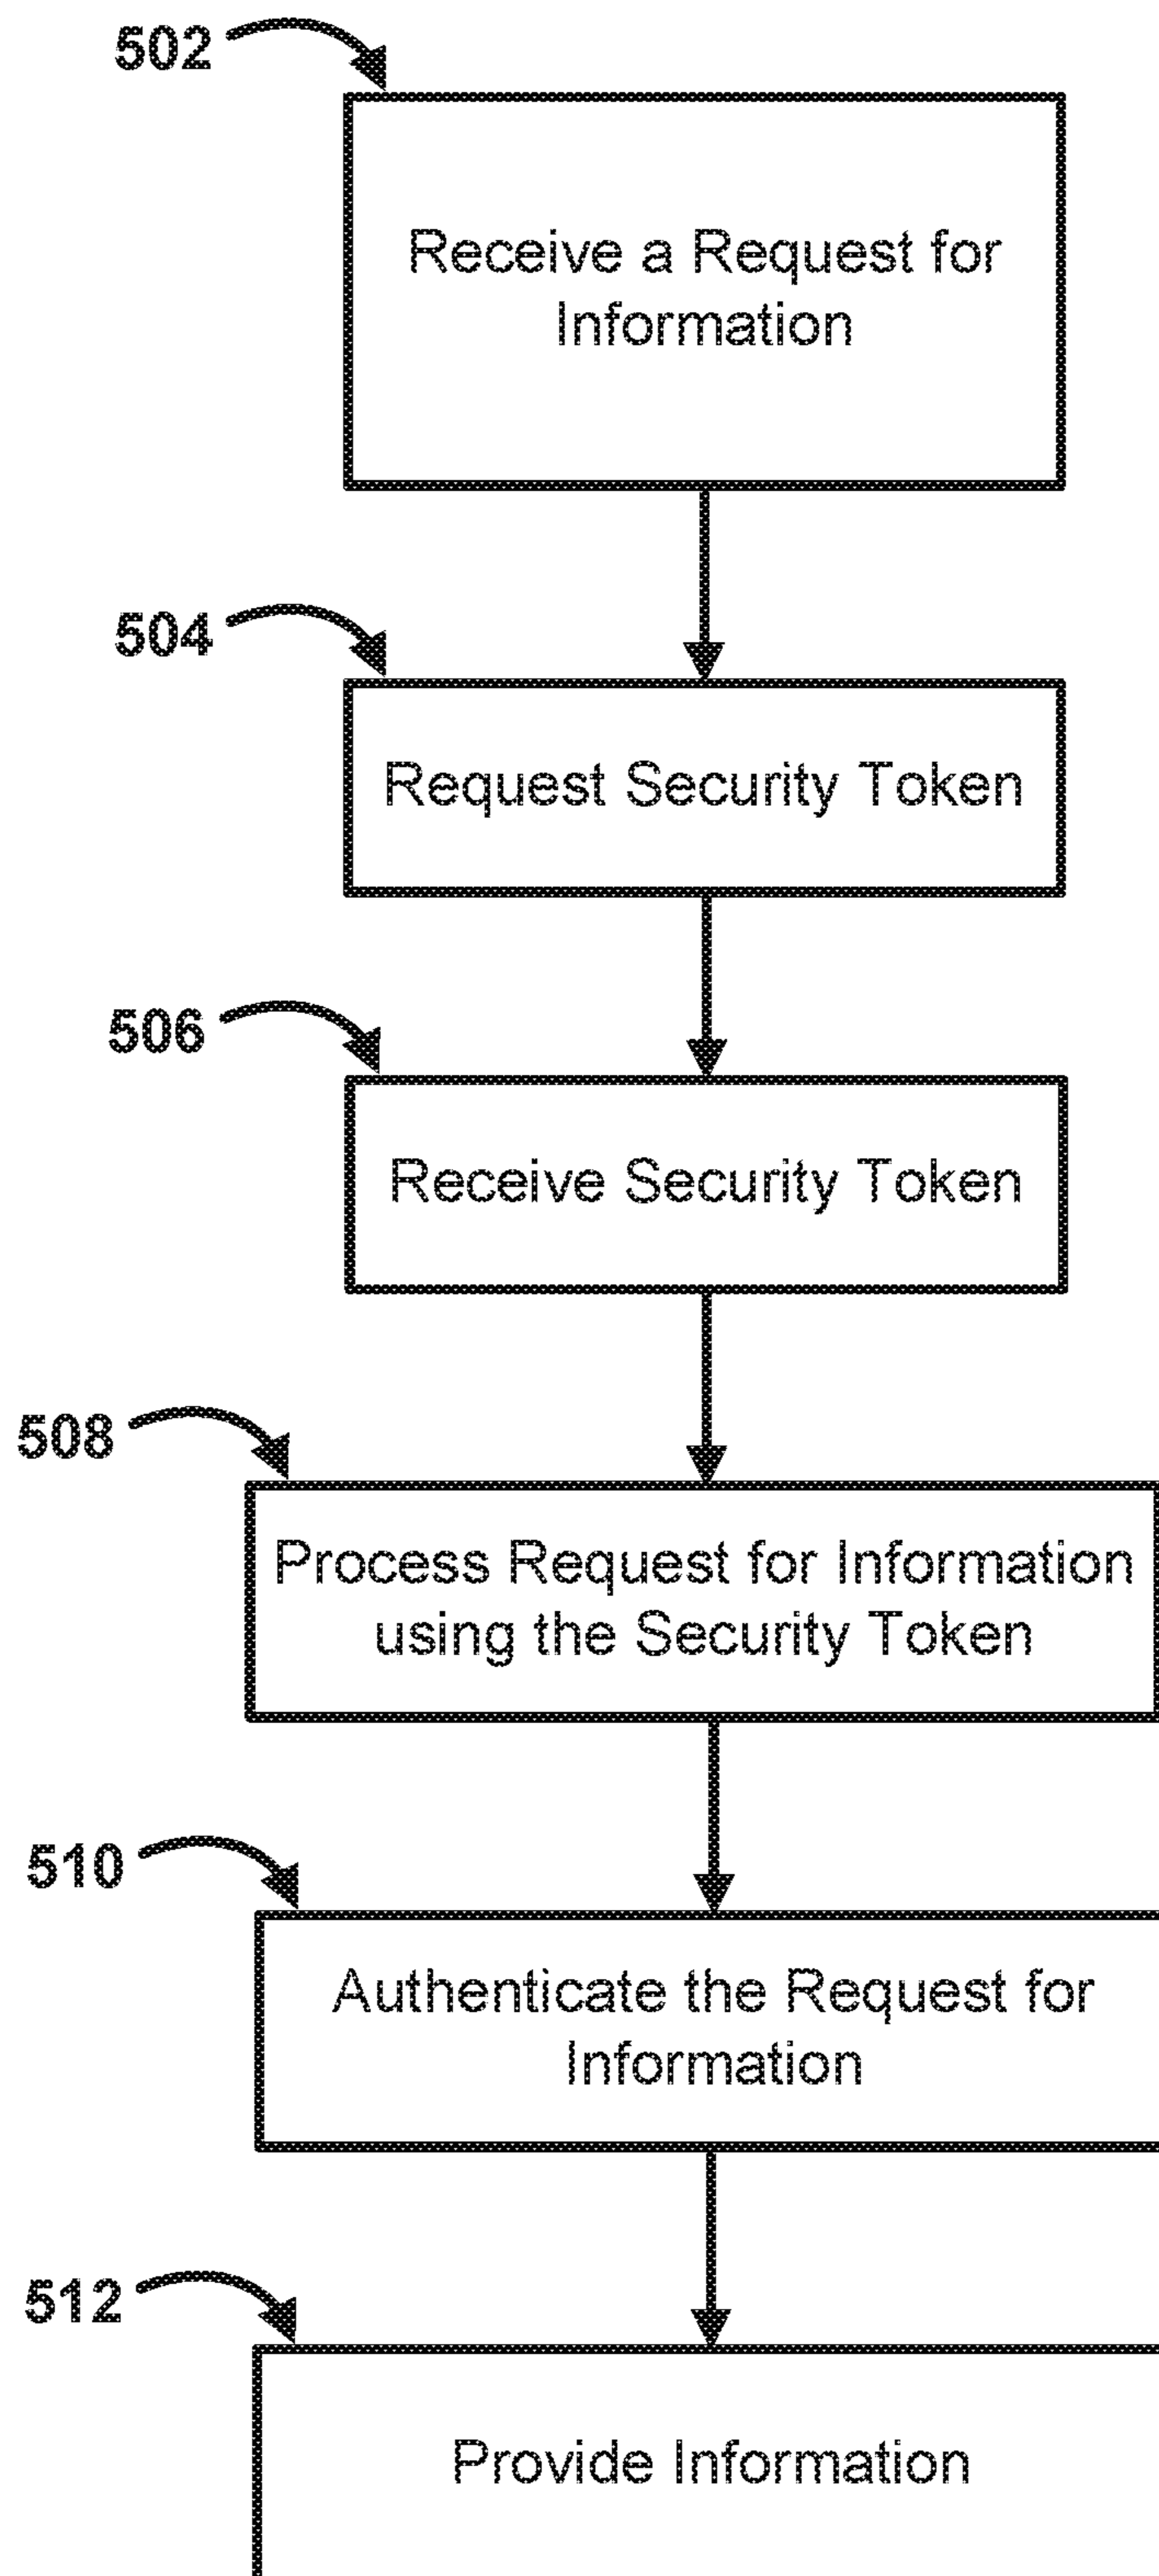 502
Receive a Request for
Information
504
Request Security Token
506
Receive Security Token
508
Process Request for Information
using the Security Token
510
Authenticate the Request for
Information
512
Provide Information